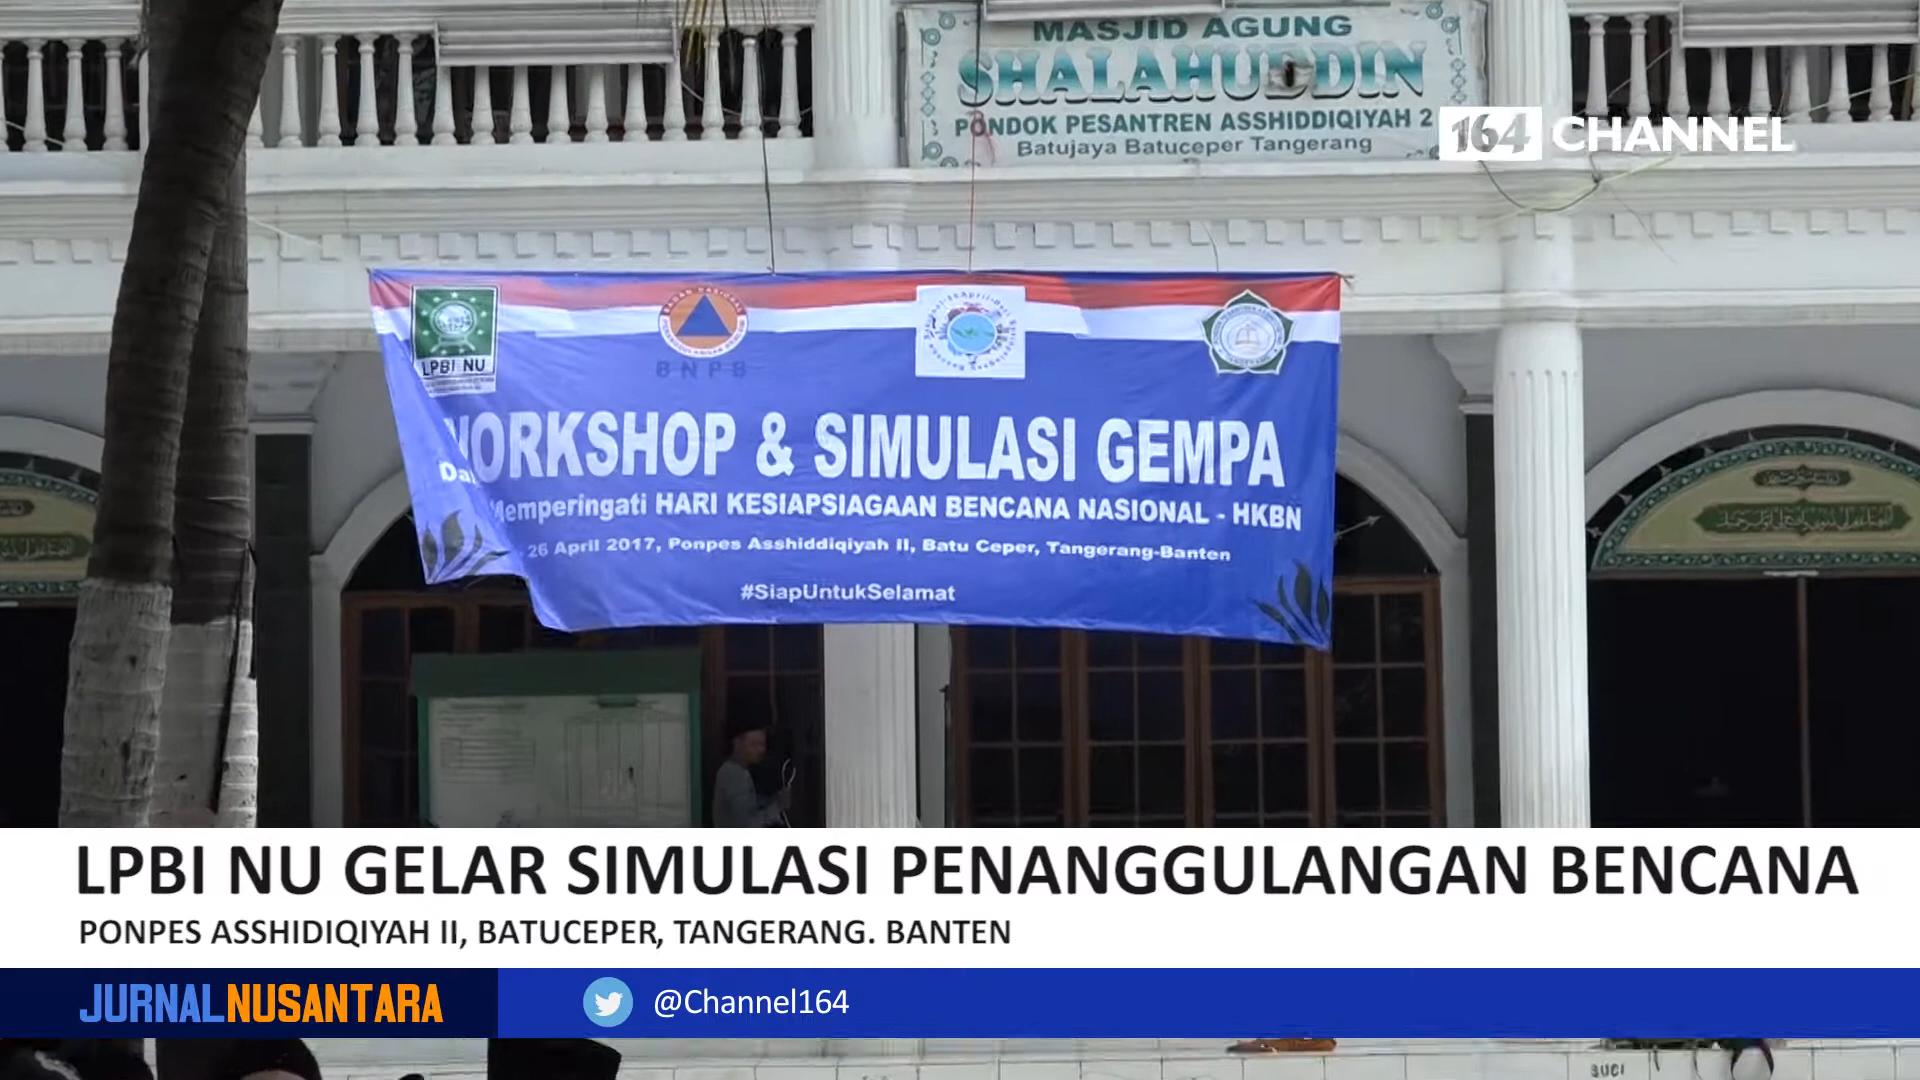 MASJID AGUNG
SHALAHUDDIN
PONDOK PESANTREN ASSHIDDIQIYAH 2
Batujaya Batuceper Tangerang
164 CHANNEL
LPBI NU
BNPB
WORKSHOP & SIMULASI GEMPA
Memperingati HARI KESIAPSIAGAAN BENCANA NASIONAL - HKBN
26 April 2017, Ponpes Asshiddiqiyah II, Batu Ceper, Tangerang-Banten
#SiapUntukSelamat
LPBI NU GELAR SIMULASI PENANGGULANGAN BENCANA
PONPES ASSHIDIQIYAH II, BATUCEPER, TANGERANG. BANTEN
JURNALNUSANTARA
@Channel164
SUCI